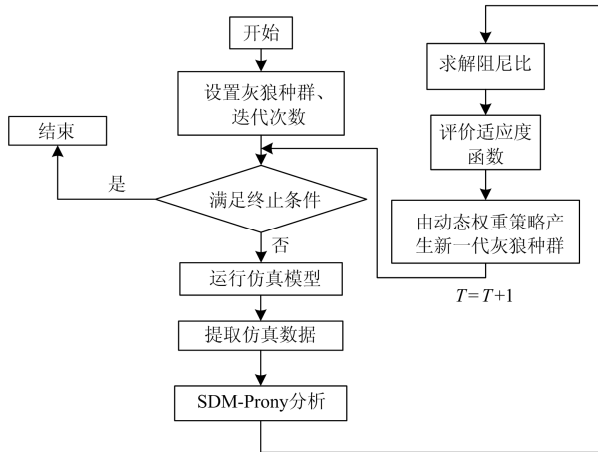 开始
设置灰狼种群、
迭代次数
结束
是
满足终止条件
否
运行仿真模型
提取仿真数据
SDM-Prony分析
求解阻尼比
评价适应度
函数
由动态权重策略产
生新一代灰狼种群
T=T+1